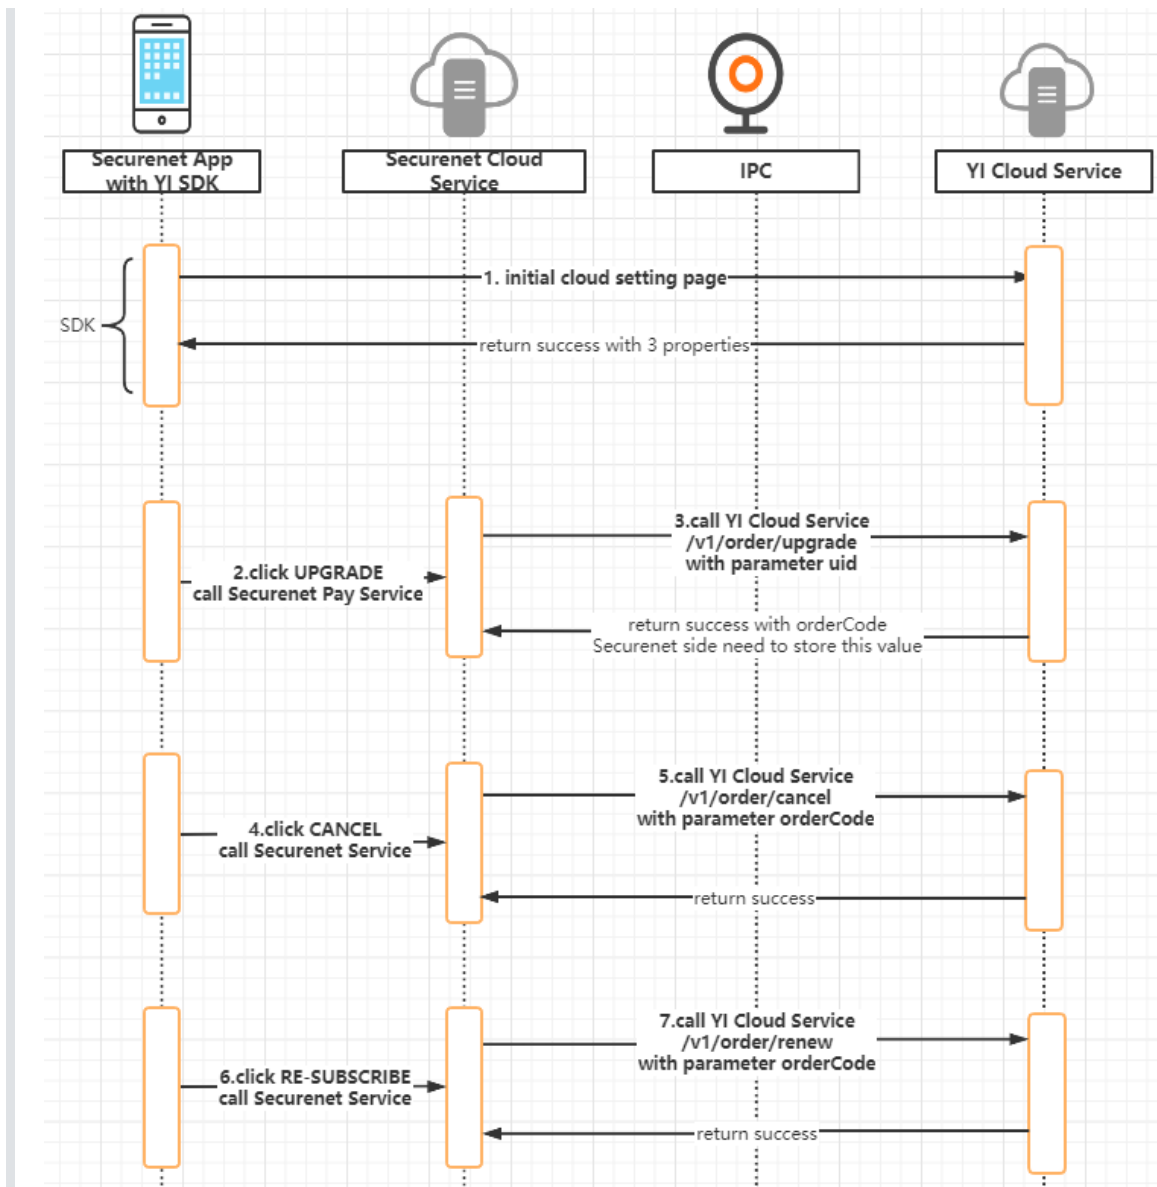 Securenet App
with YI SDK
Securenet Cloud
Service
IPC
YI Cloud Service
1. initial cloud setting page
SDK
return success with 3 properties
3.call YI Cloud Service
/v1/order/upgrade
with parameter uid
2.click UPGRADE
call Securenet Pay Service
return success with orderCode
Securenet side need to store this value
5.call YI Cloud Service
/v1/order/cancel
with parameter orderCode
4.click CANCEL
call Securenet Service
return success
7.call YI Cloud Service
/v1/order/renew
with parameter orderCode
6.click RE-SUBSCRIBE
call Securenet Service
return success